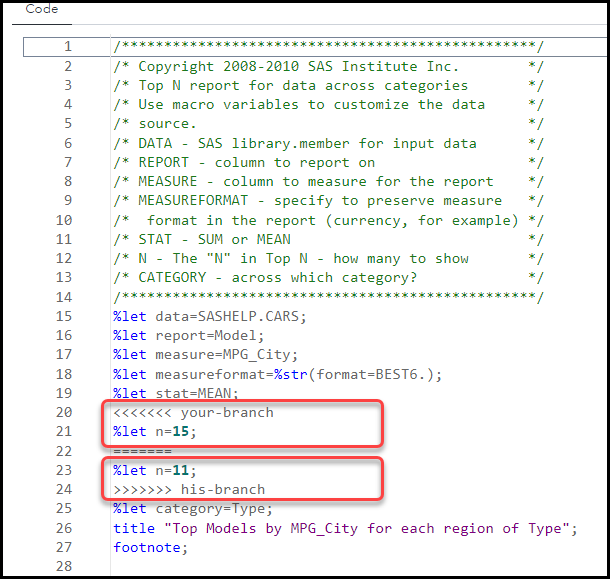 Code
1 /*************************************************/
2 /* Copyright 2008-2010 SAS Institute Inc. */
3 /* Top N report for data across categories */
4 /* Use macro variables to customize the data */
5 /* source. */
6 /* DATA - SAS library.member for input data */
7 /* REPORT - column to report on */
8 /* MEASURE - column to measure for the report */
9 /* MEASUREFORMAT - specify to preserve measure */
10 /*  format in the report (currency, for example) */
11 /* STAT - SUM or MEAN */
12 /* N - The "N" in Top N - how many to show */
13 /* CATEGORY - across which category? */
14 /*************************************************/
15 %let data=SASHELP.CARS;
16 %let report=Model;
17 %let measure=MPG_City;
18 %let measureformat=%str(format=BEST6.);
19 %let stat=MEAN;
20 <<<<<<< your-branch
21 %let n=15;
22 =======
23 %let n=11;
24 >>>>>>> his-branch
25 %let category=Type;
26 title "Top Models by MPG_City for each region of Type";
27 footnote;
28